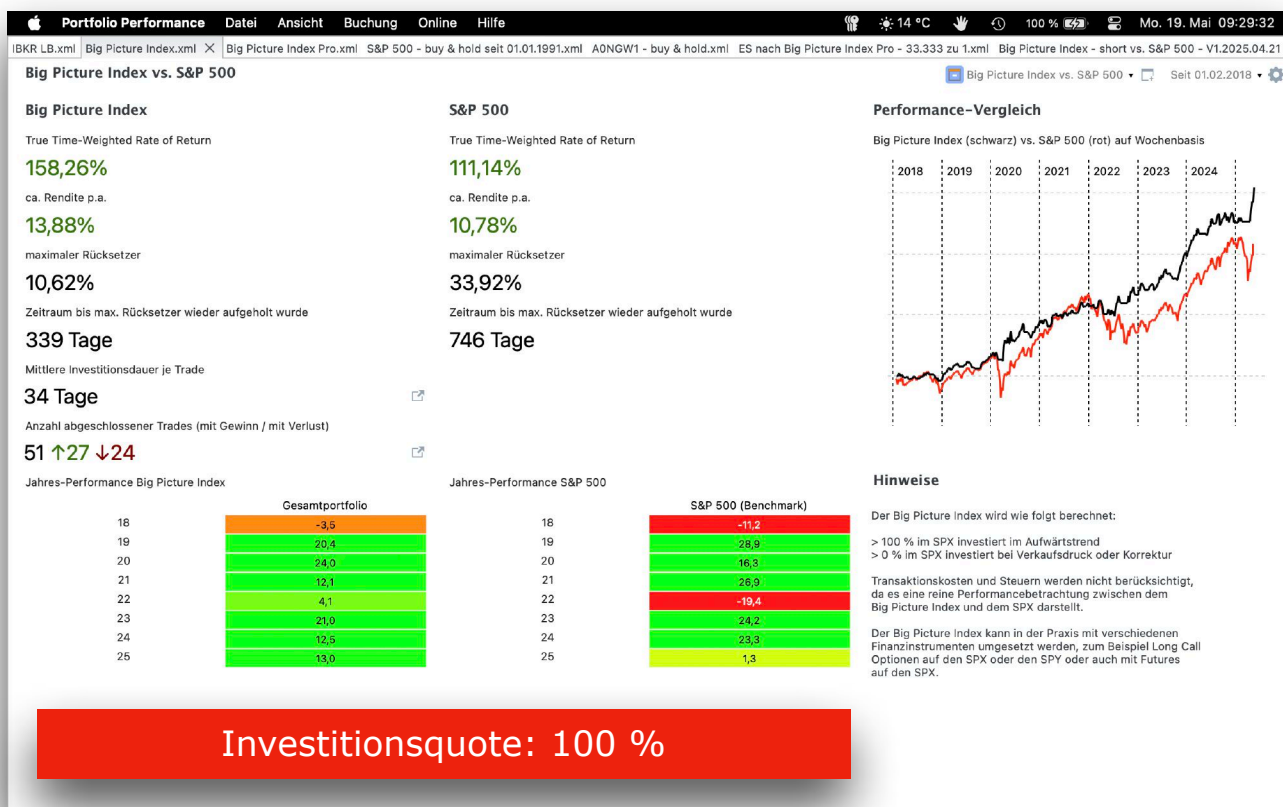 Portfolio Performance Datei Ansicht Buchung Online Hilfe 14 °C 100 % Mo. 19. Mai 09:29:32
IBKR LB.xml Big Picture Index.xml Big Picture Index Pro.xml S&P 500 - buy & hold seit 01.01.1991.xml A0NGW1 - buy & hold.xml ES nach Big Picture Index Pro - 33.333 zu 1.xml Big Picture Index - short vs. S&P 500 - V1.2025.04.21
Big Picture Index vs. S&P 500
Big Picture Index vs. S&P 500 Seit 01.02.2018
Big Picture Index
True Time-Weighted Rate of Return
158,26%
ca. Rendite p.a.
13,88%
maximaler Rücksetzer
10,62%
Zeitraum bis max. Rücksetzer wieder aufgeholt wurde
339 Tage
Mittlere Investitionsdauer je Trade
34 Tage
Anzahl abgeschlossener Trades (mit Gewinn / mit Verlust)
51 ↑27 ↓24
S&P 500
True Time-Weighted Rate of Return
111,14%
ca. Rendite p.a.
10,78%
maximaler Rücksetzer
33,92%
Zeitraum bis max. Rücksetzer wieder aufgeholt wurde
746 Tage
Performance-Vergleich
Big Picture Index (schwarz) vs. S&P 500 (rot) auf Wochenbasis
2018 2019 2020 2021 2022 2023 2024
Jahres-Performance Big Picture Index
Gesamtportfolio
18 -3,5
19 20,4
20 24,0
21 12,1
22 4,1
23 21,0
24 12,5
25 13,0
Jahres-Performance S&P 500
S&P 500 (Benchmark)
18 -11,2
19 28,9
20 16,3
21 26,9
22 -19,4
23 24,2
24 23,3
25 1,3
Hinweise
Der Big Picture Index wird wie folgt berechnet:
> 100 % im SPX investiert im Aufwärtstrend
> 0 % im SPX investiert bei Verkaufsdruck oder Korrektur
Transaktionskosten und Steuern werden nicht berücksichtigt,
da es eine reine Performancebetrachtung zwischen dem
Big Picture Index und dem SPX darstellt.
Der Big Picture Index kann in der Praxis mit verschiedenen
Finanzinstrumenten umgesetzt werden, zum Beispiel Long Call
Optionen auf den SPX oder den SPY oder auch mit Futures
auf den SPX.
Investitionsquote: 100 %